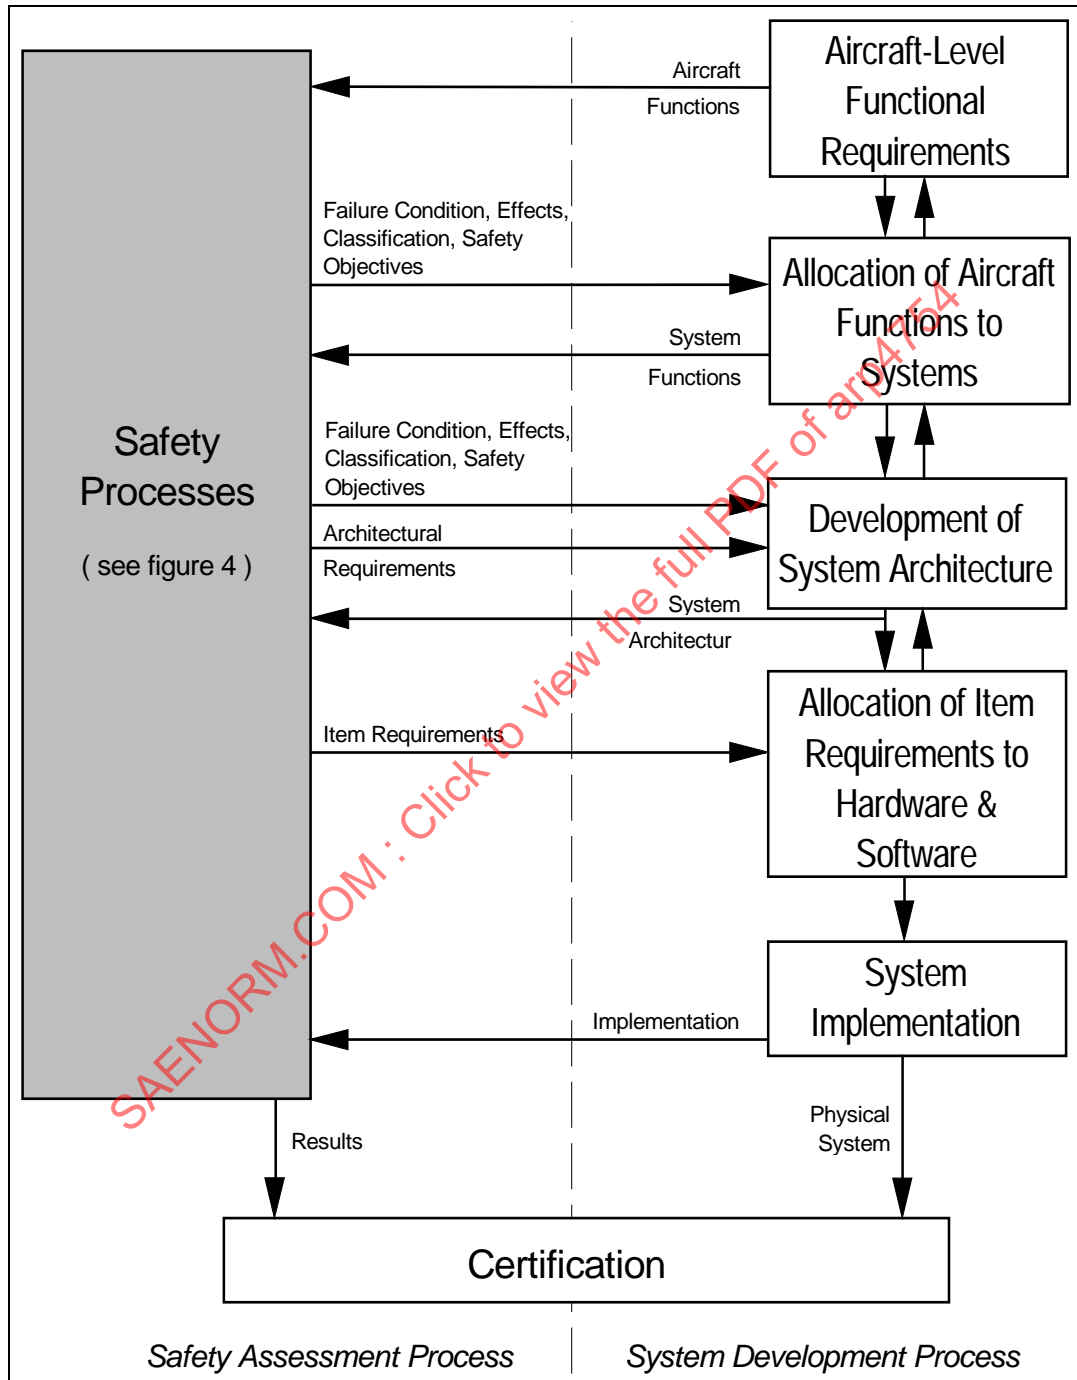 Aircraft-Level
Functional
Requirements
Aircraft
Functions
Failure Condition, Effects,
Classification, Safety
Objectives
Allocation of Aircraft
Functions to
Systems
System
Functions
Safety
Processes
( see figure 4 )
Failure Condition, Effects,
Classification, Safety
Objectives
Architectural
Requirements
Development of
System Architecture
System
Architectur
Item Requirements
Allocation of Item
Requirements to
Hardware &
Software
System
Implementation
Implementation
Results
Physical
System
Certification
Safety Assessment Process
System Development Process
SAENORM.COM : Click to view the full PDF of arp4754